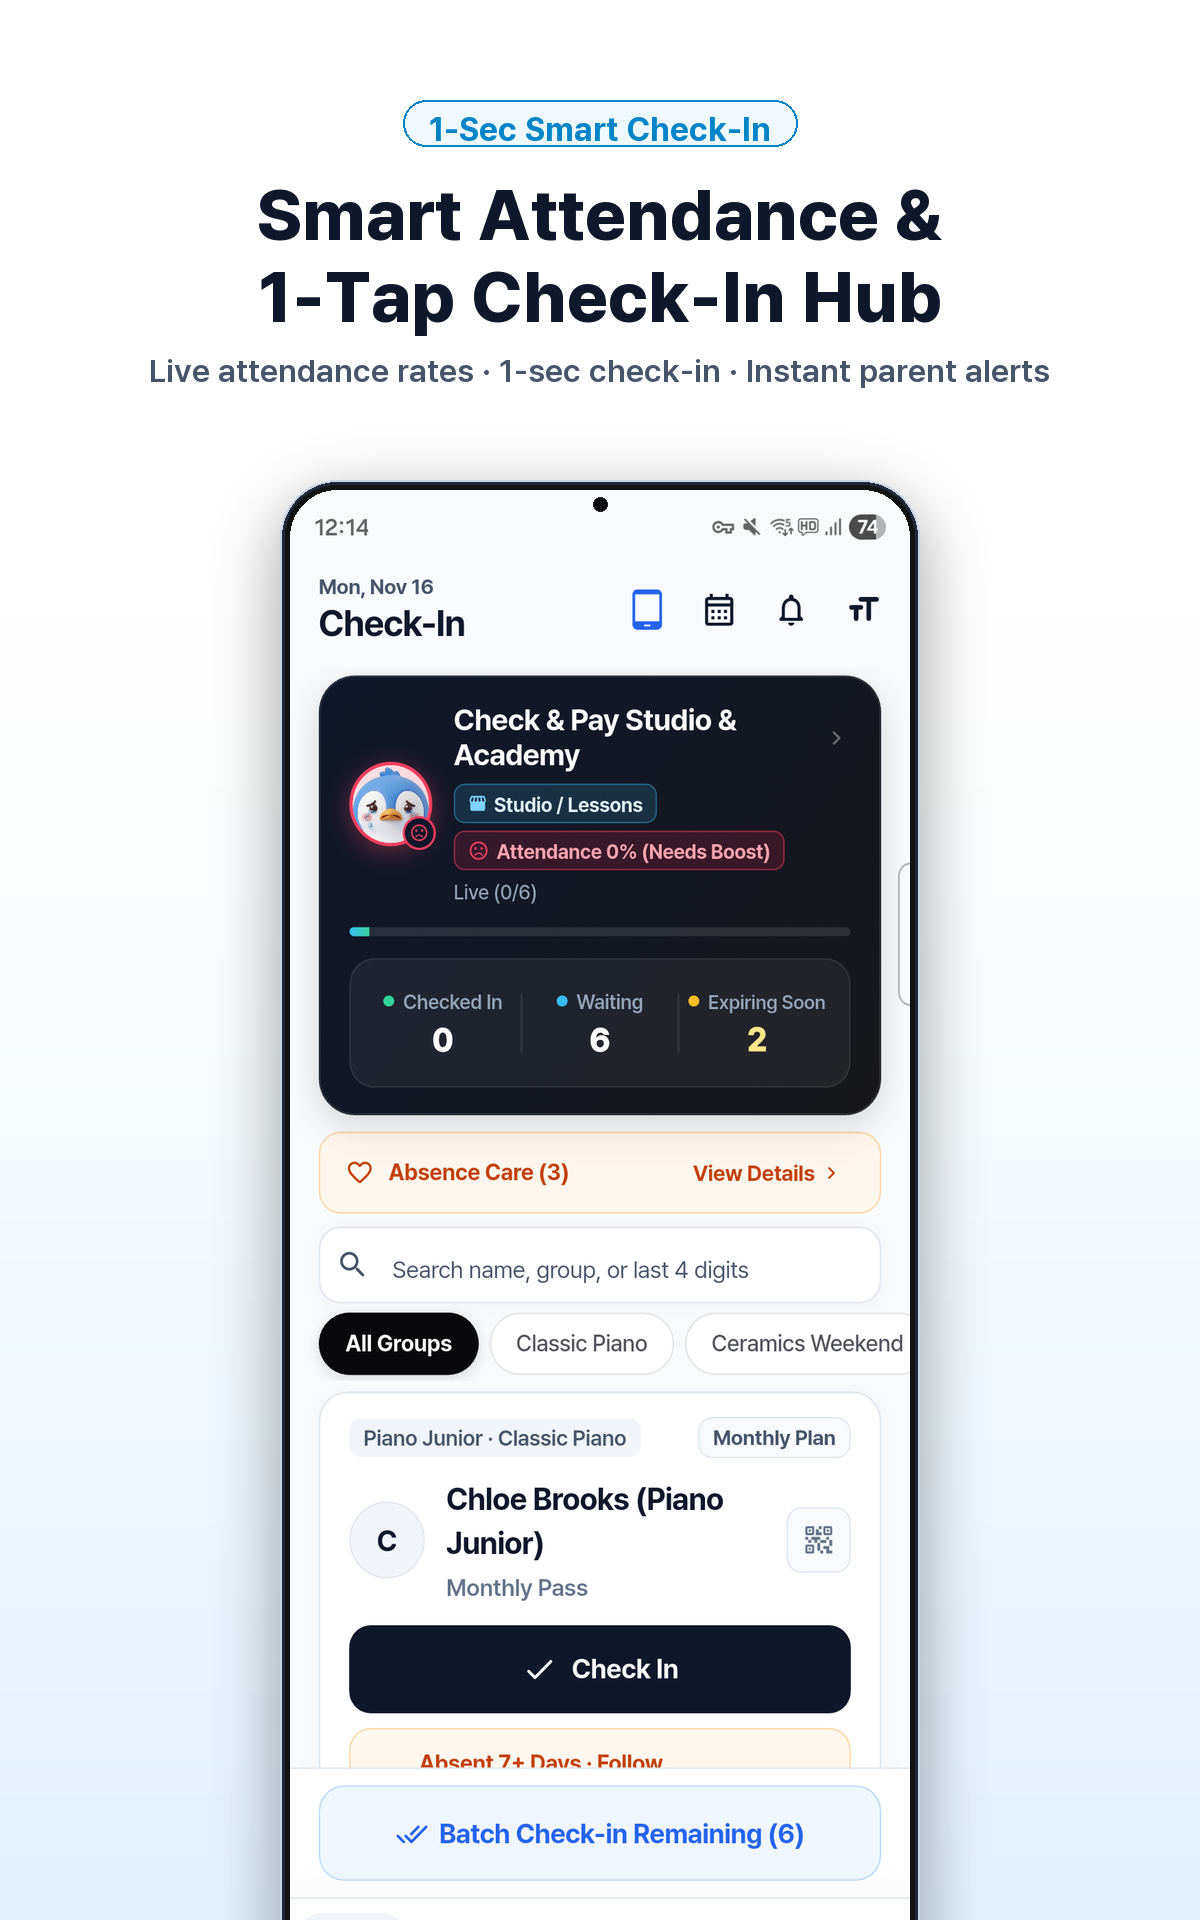 1-Sec Smart Check-In
Smart Attendance &
1-Tap Check-In Hub
Live attendance rates · 1-sec check-in · Instant parent alerts
12:14
HD
74
Mon, Nov 16
Check-In
Check & Pay Studio &
Academy
Studio / Lessons
Attendance 0% (Needs Boost)
Live (0/6)
Checked In
Waiting
Expiring Soon
0
6
2
Absence Care (3)
View Details
Search name, group, or last 4 digits
All Groups
Classic Piano
Ceramics Weekend
Piano Junior · Classic Piano
Monthly Plan
C
Chloe Brooks (Piano
Junior)
Monthly Pass
Check In
Absent 7+ Days · Follow
Batch Check-in Remaining (6)